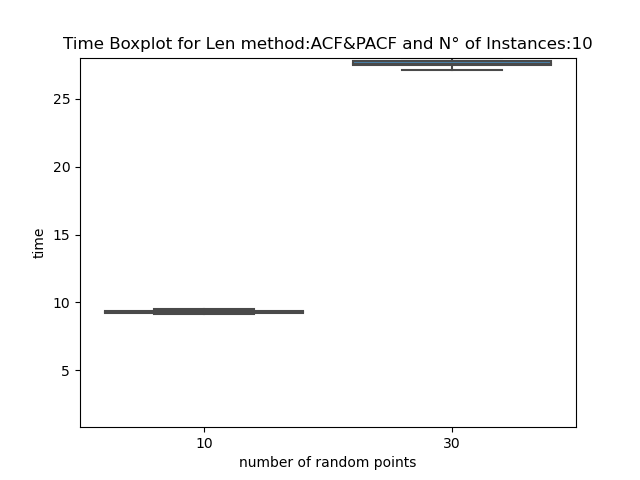 Time Boxplot for Len method:ACF&PACF and N° of Instances:10
25
20
15
10
5
time
10 30
number of random points